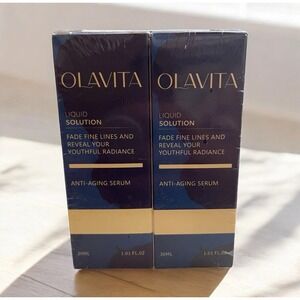 OLAVITA
LIQUID
SOLUTION
FADE FINE LINES AND
REVEAL YOUR
YOUTHFUL RADIANCE
ANTI-AGING SERUM
30ML 1.01 FL.OZ
OLAVITA
LIQUID
SOLUTION
FADE FINE LINES AND
REVEAL YOUR
YOUTHFUL RADIANCE
ANTI-AGING SERUM
30ML 1.01 FL.OZ